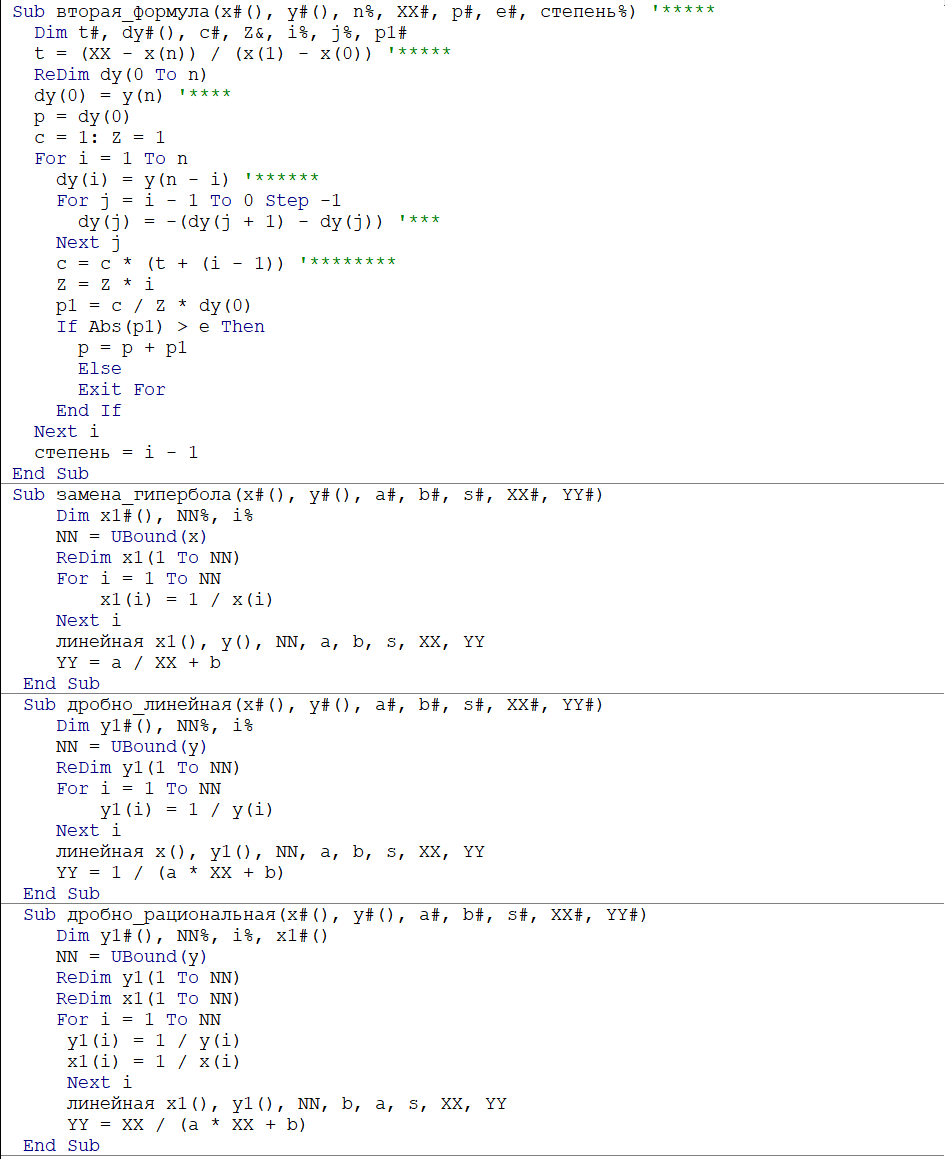 Sub вторая_формула(x#(), y#(), n%, XX#, p#, e#, степень%) '*****
Dim t#, dy#(), c#, Z&, i%, j%, p1#
t = (XX - x(n)) / (x(1) - x(0)) '*****
ReDim dy(0 To n)
dy(0) = y(n) '****
p = dy(0)
c = 1: Z = 1
For i = 1 To n
dy(i) = y(n - i) '******
For j = i - 1 To 0 Step -1
dy(j) = -(dy(j + 1) - dy(j)) '***
Next j
c = c * (t + (i - 1)) '********
Z = Z * i
p1 = c / Z * dy(0)
If Abs(p1) > e Then
p = p + p1
Else
Exit For
End If
Next i
степень = i - 1
End Sub
Sub замена_гипербола(x#(), y#(), a#, b#, s#, XX#, YY#)
Dim x1#(), NN%, i%
NN = UBound(x)
ReDim x1(1 To NN)
For i = 1 To NN
x1(i) = 1 / x(i)
Next i
линейная x1(), y(), NN, a, b, s, XX, YY
YY = a / XX + b
End Sub
Sub дробно_линейная(x#(), y#(), a#, b#, s#, XX#, YY#)
Dim y1#(), NN%, i%
NN = UBound(y)
ReDim y1(1 To NN)
For i = 1 To NN
y1(i) = 1 / y(i)
Next i
линейная x(), y1(), NN, a, b, s, XX, YY
YY = 1 / (a * XX + b)
End Sub
Sub дробно_рациональная(x#(), y#(), a#, b#, s#, XX#, YY#)
Dim y1#(), NN%, i%, x1#()
NN = UBound(y)
ReDim y1(1 To NN)
ReDim x1(1 To NN)
For i = 1 To NN
y1(i) = 1 / y(i)
x1(i) = 1 / x(i)
Next i
линейная x1(), y1(), NN, b, a, s, XX, YY
YY = XX / (a * XX + b)
End Sub